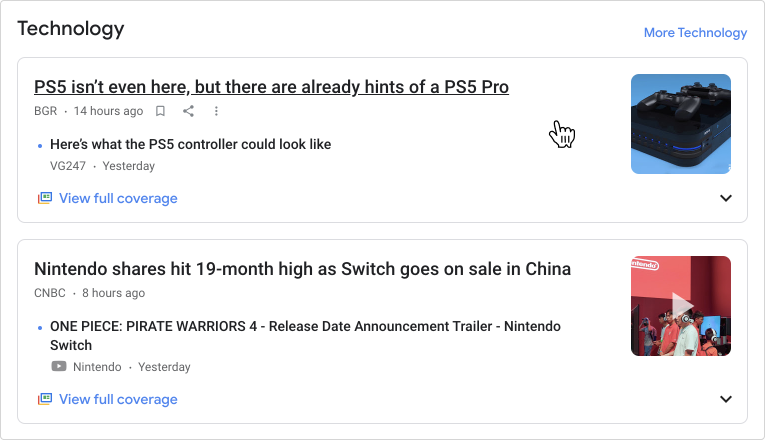 Technology
More Technology
PS5 isn’t even here, but there are already hints of a PS5 Pro
BGR · 14 hours ago
Here’s what the PS5 controller could look like
VG247 · Yesterday
View full coverage
Nintendo shares hit 19-month high as Switch goes on sale in China
CNBC · 8 hours ago
ONE PIECE: PIRATE WARRIORS 4 - Release Date Announcement Trailer - Nintendo
Switch
Nintendo · Yesterday
View full coverage